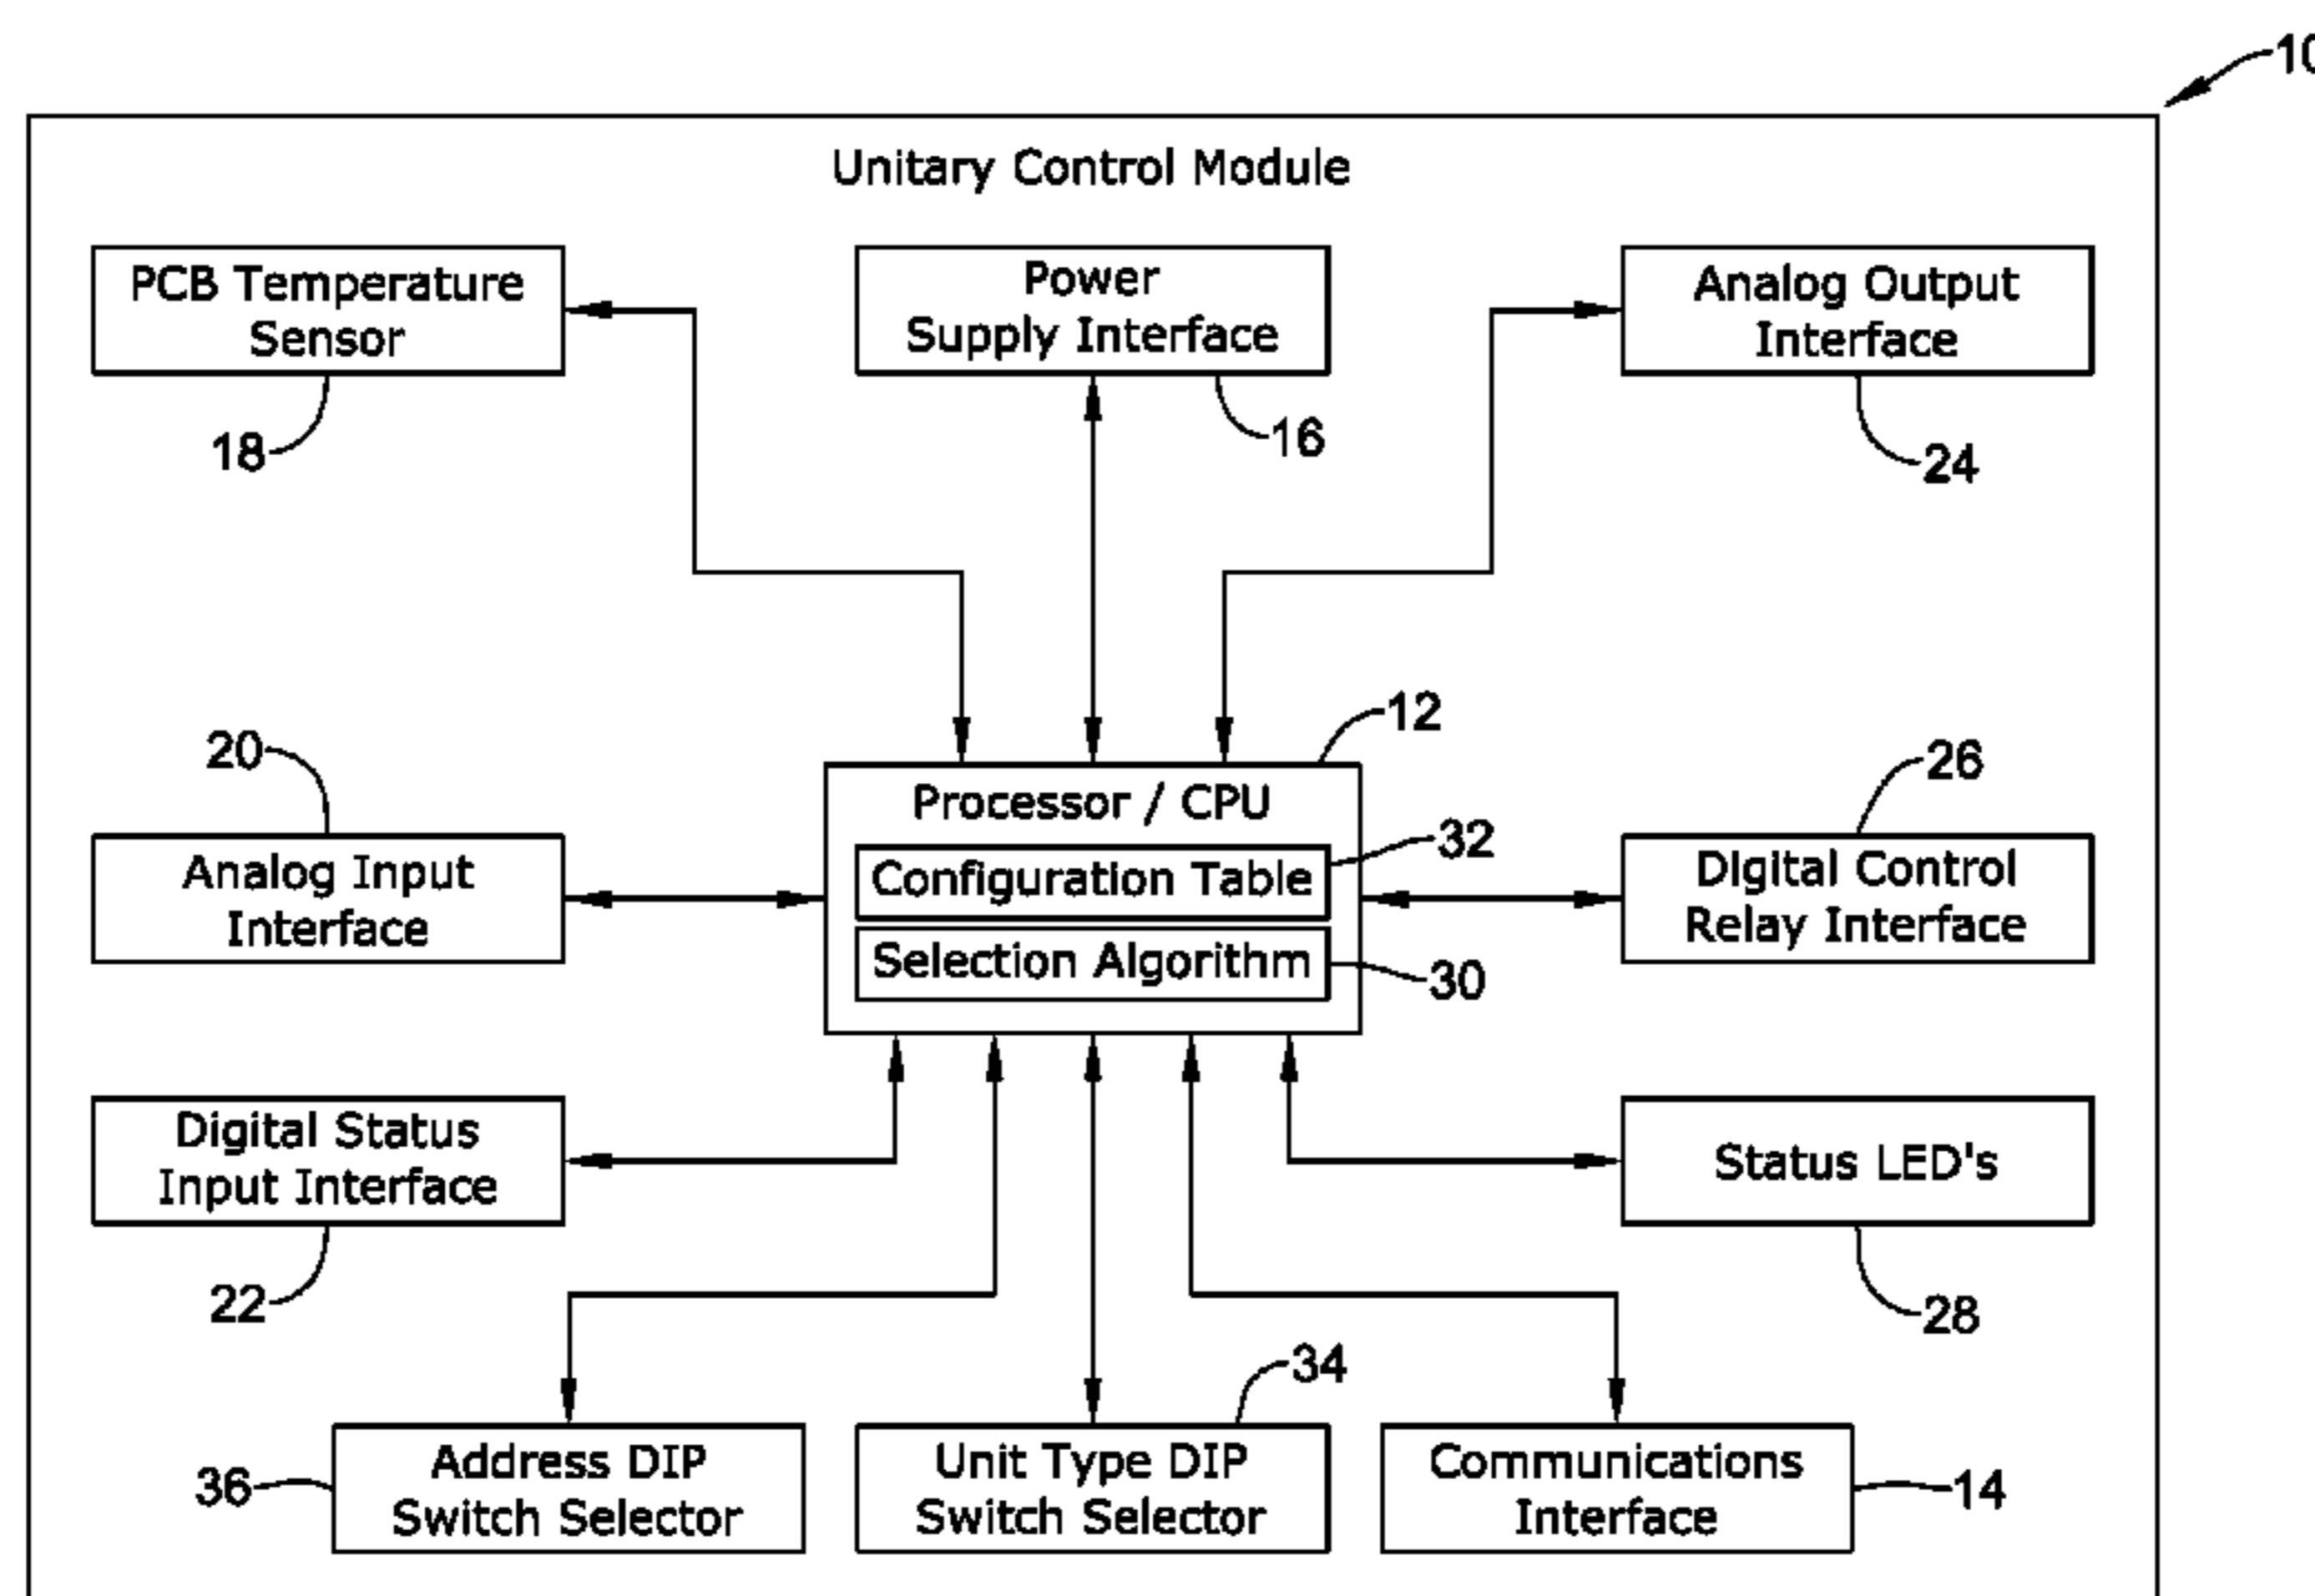 10
Unitary Control Module
PCB Temperature
Sensor
18
Power
Supply Interface
16
Analog Output
Interface
24
12
Processor / CPU
Configuration Table
32
Selection Algorithm
30
20
Analog Input
Interface
26
Digital Control
Relay Interface
Digital Status
Input Interface
22
Status LED's
28
36
Address DIP
Switch Selector
34
Unit Type DIP
Switch Selector
Communications
Interface
14